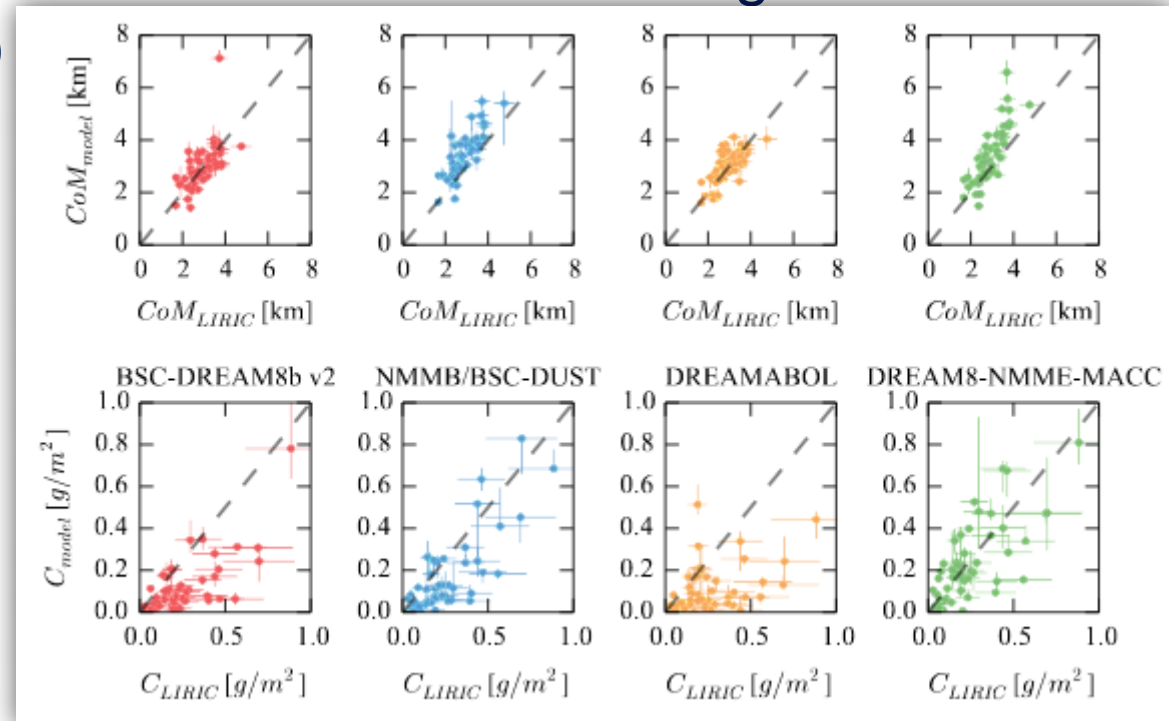 8 8 8 8
6 6 6 6
4 4 4 4
2 2 2 2
0 0 0 0
CoM_model [km]
0 2 4 6 8 0 2 4 6 8 0 2 4 6 8 0 2 4 6 8
CoM_LIRIC [km] CoM_LIRIC [km] CoM_LIRIC [km] CoM_LIRIC [km]
BSC-DREAM8b v2 NMMB/BSC-DUST DREAMABOL DREAM8-NMME-MACC
1.0 1.0 1.0 1.0
0.8 0.8 0.8 0.8
0.6 0.6 0.6 0.6
0.4 0.4 0.4 0.4
0.2 0.2 0.2 0.2
0.0 0.0 0.0 0.0
C_model [g/m²]
0.0 0.5 1.0 0.0 0.5 1.0 0.0 0.5 1.0 0.0 0.5 1.0
C_LIRIC [g/m²] C_LIRIC [g/m²] C_LIRIC [g/m²] C_LIRIC [g/m²]